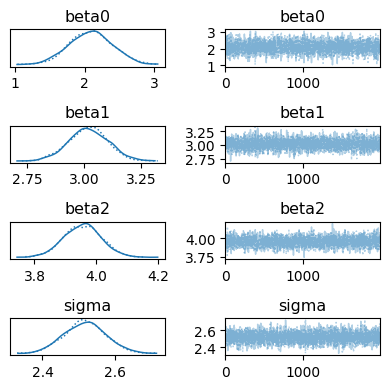 beta0 beta0
3
2
1
1 2 3 0 1000
beta1 beta1
3.25
3.00
2.75
2.75 3.00 3.25 0 1000
beta2 beta2
4.00
3.75
3.8 4.0 4.2 0 1000
sigma sigma
2.6
2.4
2.4 2.6 0 1000